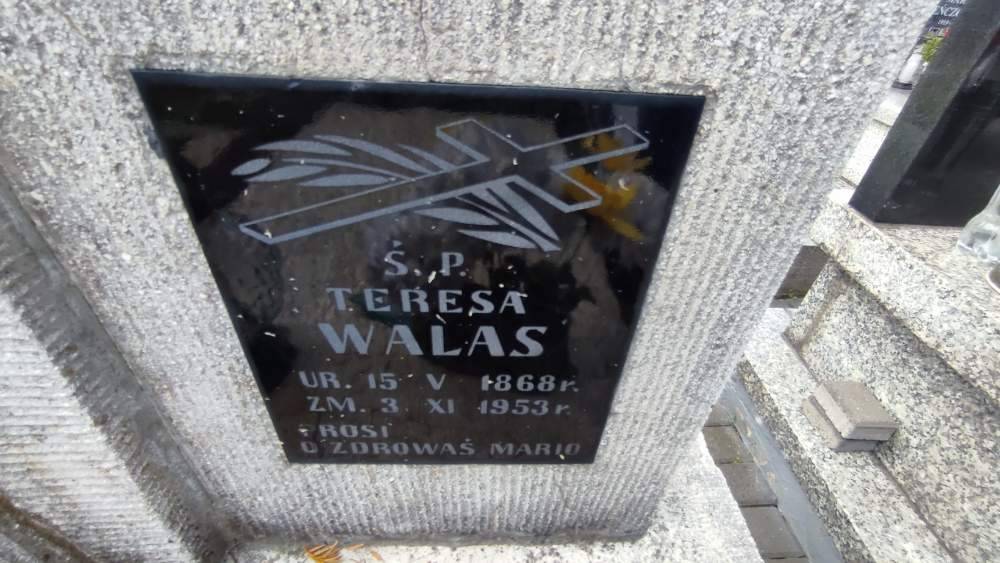 Ś. P.
TERESA
WALAS
UR. 15 V 1868 r.
ZM. 3 XI 1953 r.
PROSI
O ZDROWAŚ MARIO